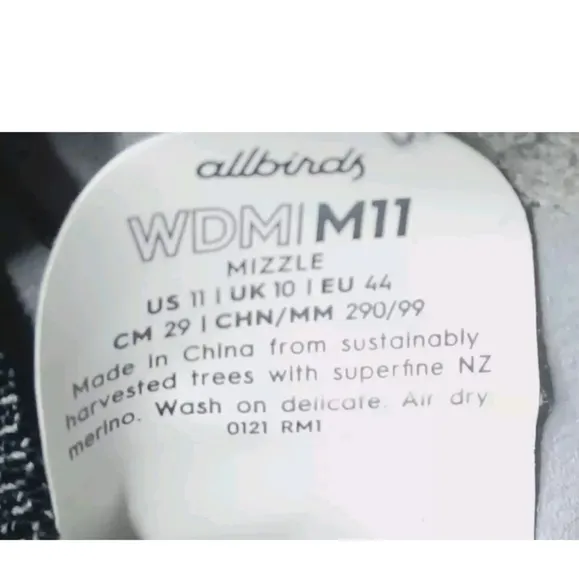 allbirds
WDM|M11
MIZZLE
US 11 | UK 10 | EU 44
CM 29 | CHN/MM 290/99
Made in China from sustainably
harvested trees with superfine NZ
merino. Wash on delicate. Air dry
0121 RM1